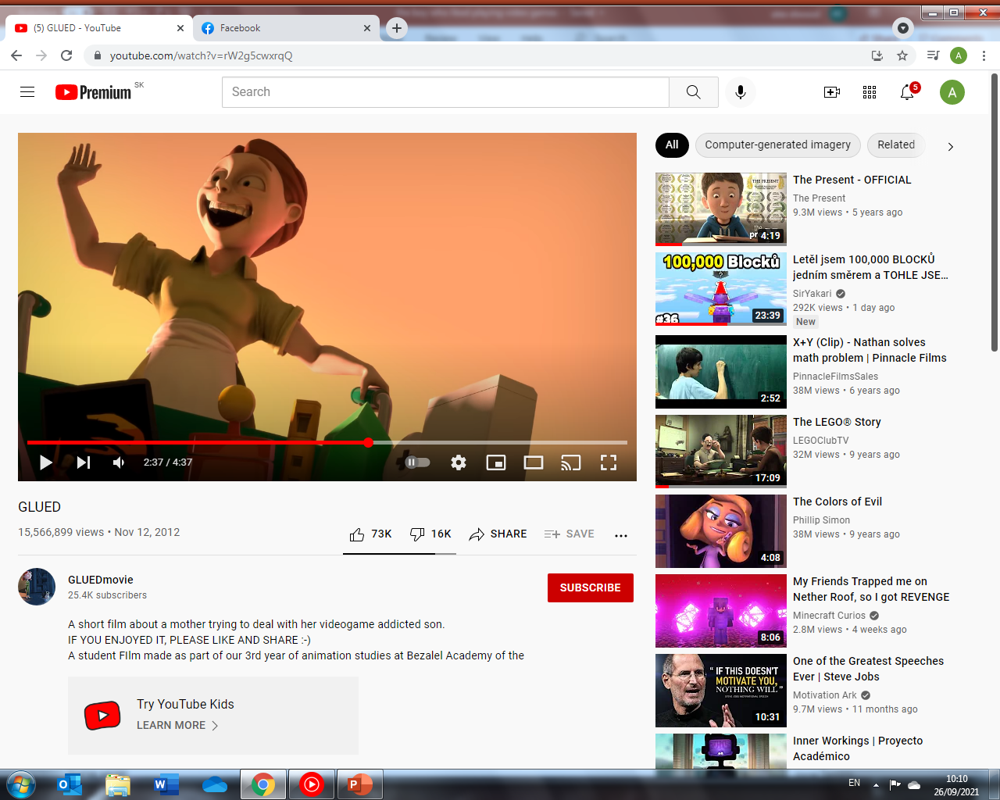 (5) GLUED - YouTube
Facebook
youtube.com/watch?v=rW2g5cwxrqQ
A
Premium SK
Search
5
A
2:37 / 4:37
GLUED
15,566,899 views • Nov 12, 2012
73K
16K
SHARE
SAVE
GLUEDmovie
25.4K subscribers
SUBSCRIBE
A short film about a mother trying to deal with her videogame addicted son.
IF YOU ENJOYED IT, PLEASE LIKE AND SHARE :-)
A student FIlm made as part of our 3rd year of animation studies at Bezalel Academy of the
Try YouTube Kids
LEARN MORE
All
Computer-generated imagery
Related
THE PRESENT
4:19
The Present - OFFICIAL
The Present
9.3M views • 5 years ago
100,000 Blocků
#36
23:39
Letěl jsem 100,000 BLOCKŮ
jedním směrem a TOHLE JSE…
SirYakari
292K views • 1 day ago
New
2:52
X+Y (Clip) - Nathan solves
math problem | Pinnacle Films
PinnacleFilmsSales
38M views • 6 years ago
17:09
The LEGO® Story
LEGOClubTV
32M views • 9 years ago
4:08
The Colors of Evil
Phillip Simon
38M views • 9 years ago
8:06
My Friends Trapped me on
Nether Roof, so I got REVENGE
Minecraft Curios
2.8M views • 4 weeks ago
“ IF THIS DOESN'T
MOTIVATE YOU,
NOTHING WILL ”
STEVE JOBS MOTIVATIONAL SPEECH
10:31
One of the Greatest Speeches
Ever | Steve Jobs
Motivation Ark
9.7M views • 11 months ago
Inner Workings | Proyecto
Académico
EN
10:10
26/09/2021